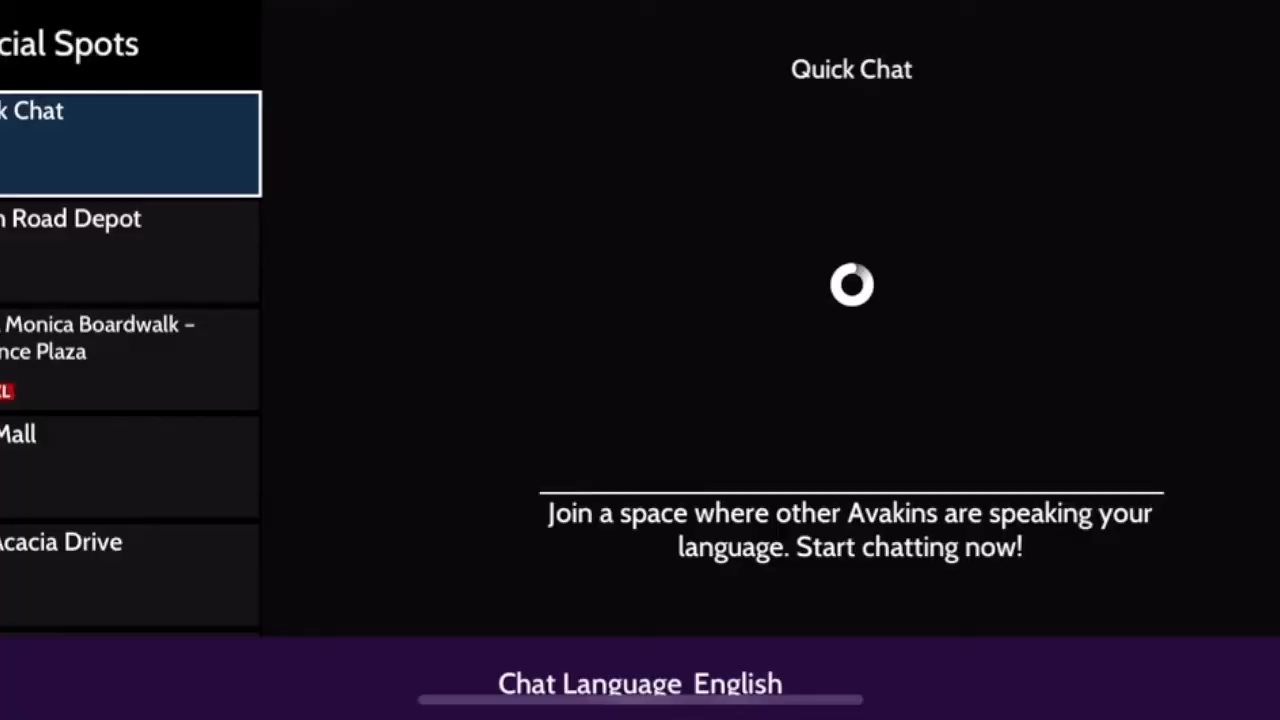 cial Spots
k Chat
n Road Depot
Monica Boardwalk –
nce Plaza
XL
Mall
Acacia Drive
Quick Chat
Join a space where other Avakins are speaking your
language. Start chatting now!
Chat Language English